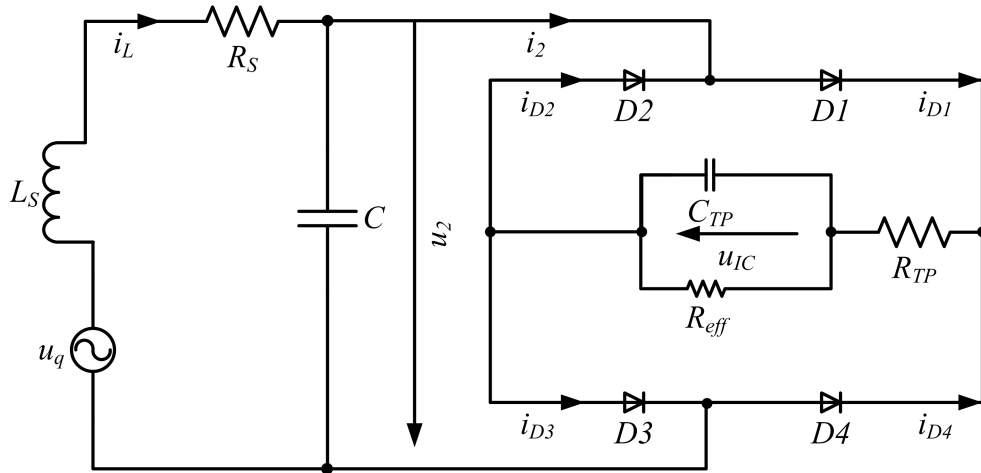 i_L
R_S
i_2
i_D2
D2
D1
i_D1
L_S
C
u_2
C_TP
u_IC
R_TP
R_eff
u_q
i_D3
D3
D4
i_D4